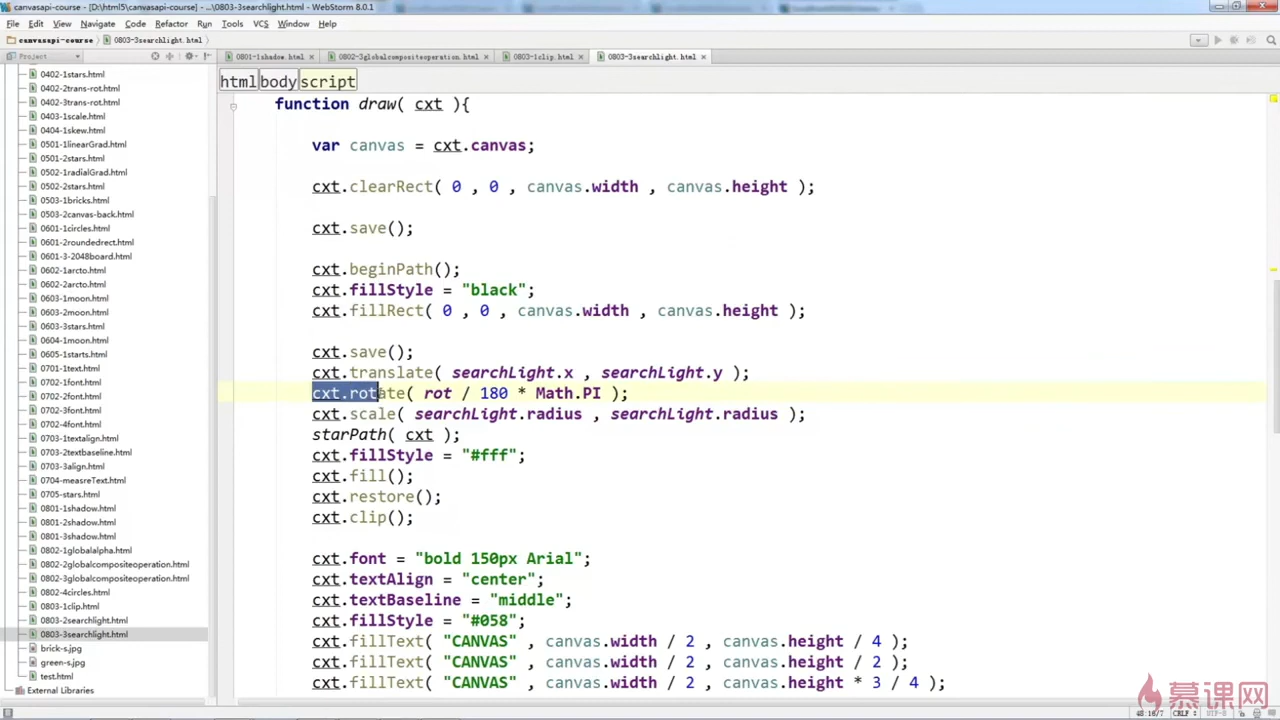 canvasapi-course - [D:\html5\canvasapi-course] - ...\0803-3searchlight.html - WebStorm 8.0.1
File Edit View Navigate Code Refactor Run Tools VCS Window Help
canvasapi-course 0803-3searchlight.html
Project
0801-1shadow.html 0802-3globalcompositeoperation.html 0803-1clip.html 0803-3searchlight.html
html body script
0402-1stars.html
0402-2trans-rot.html
0402-3trans-rot.html
0403-1scale.html
0404-1skew.html
0501-1linearGrad.html
0501-2stars.html
0502-1radialGrad.html
0502-2stars.html
0503-1bricks.html
0503-2canvas-back.html
0601-1circles.html
0601-2roundedrect.html
0601-3-2048board.html
0602-1arcto.html
0602-2arcto.html
0603-1moon.html
0603-2moon.html
0603-3stars.html
0604-1moon.html
0605-1starts.html
0701-1text.html
0702-1font.html
0702-2font.html
0702-3font.html
0702-4font.html
0703-1textalign.html
0703-2textbaseline.html
0703-3align.html
0704-measreText.html
0705-stars.html
0801-1shadow.html
0801-2shadow.html
0801-3shadow.html
0802-1globalalpha.html
0802-2globalcompositeoperation.html
0802-3globalcompositeoperation.html
0802-4circles.html
0803-1clip.html
0803-2searchlight.html
0803-3searchlight.html
brick-s.jpg
green-s.jpg
test.html
External Libraries
function draw( cxt ){
var canvas = cxt.canvas;
cxt.clearRect( 0 , 0 , canvas.width , canvas.height );
cxt.save();
cxt.beginPath();
cxt.fillStyle = "black";
cxt.fillRect( 0 , 0 , canvas.width , canvas.height );
cxt.save();
cxt.translate( searchLight.x , searchLight.y );
cxt.rotate( rot / 180 * Math.PI );
cxt.scale( searchLight.radius , searchLight.radius );
starPath( cxt );
cxt.fillStyle = "#fff";
cxt.fill();
cxt.restore();
cxt.clip();
cxt.font = "bold 150px Arial";
cxt.textAlign = "center";
cxt.textBaseline = "middle";
cxt.fillStyle = "#058";
cxt.fillText( "CANVAS" , canvas.width / 2 , canvas.height / 4 );
cxt.fillText( "CANVAS" , canvas.width / 2 , canvas.height / 2 );
cxt.fillText( "CANVAS" , canvas.width / 2 , canvas.height * 3 / 4 );
慕课网
48:16/7 CRLF UTF-8